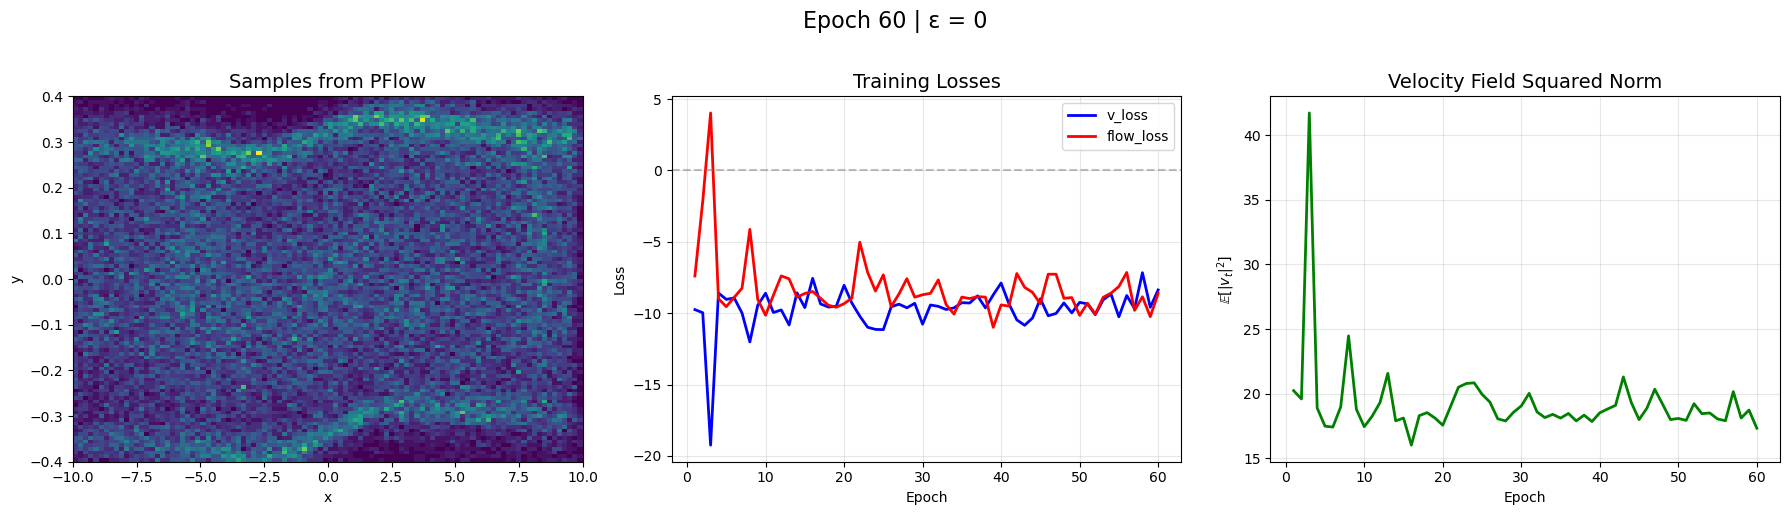 Epoch 60 | ε = 0
Samples from PFlow
0.4
0.3
0.2
0.1
0.0
−0.1
−0.2
−0.3
−0.4
y
−10.0 −7.5 −5.0 −2.5 0.0 2.5 5.0 7.5 10.0
x
Training Losses
v_loss
flow_loss
5
0
−5
−10
−15
−20
Loss
0 10 20 30 40 50 60
Epoch
Velocity Field Squared Norm
40
35
30
25
20
15
𝔼[|v_t|²]
0 10 20 30 40 50 60
Epoch